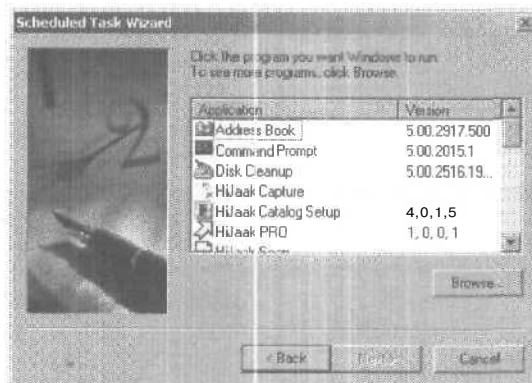 Scheduled Task Wizard
Click the program you want Windows to run.
To see more programs, click Browse.
Application Version
Address Book 5.00.2917.500
Command Prompt 5.00.2015.1
Disk Cleanup 5.00.2516.19...
HiJaak Capture
HiJaak Catalog Setup 4,0,1,5
HiJaak PRO 1, 0, 0, 1
Browse...
< Back Next > Cancel